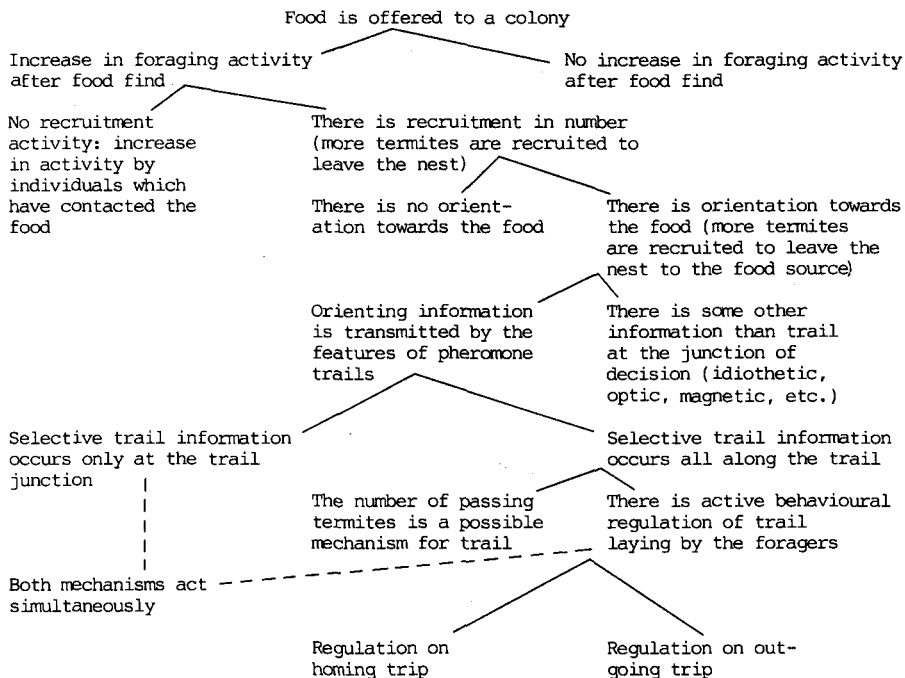 Food is offered to a colony
Increase in foraging activity
after food find
No increase in foraging activity
after food find
No recruitment
activity: increase
in activity by
individuals which
have contacted the
food
There is recruitment in number
(more termites are recruited to
leave the nest)
There is no orient-
ation towards the food
There is orientation towards
the food (more termites
are recruited to leave the
nest to the food source)
Orienting information
is transmitted by the
features of pheromone
trails
There is some other
information than trail
at the junction of
decision (idiothetic,
optic, magnetic, etc.)
Selective trail information
occurs only at the trail
junction
Selective trail information
occurs all along the trail
The number of passing
termites is a possible
mechanism for trail
There is active behavioural
regulation of trail
laying by the foragers
Both mechanisms act
simultaneously
Regulation on
homing trip
Regulation on out-
going trip